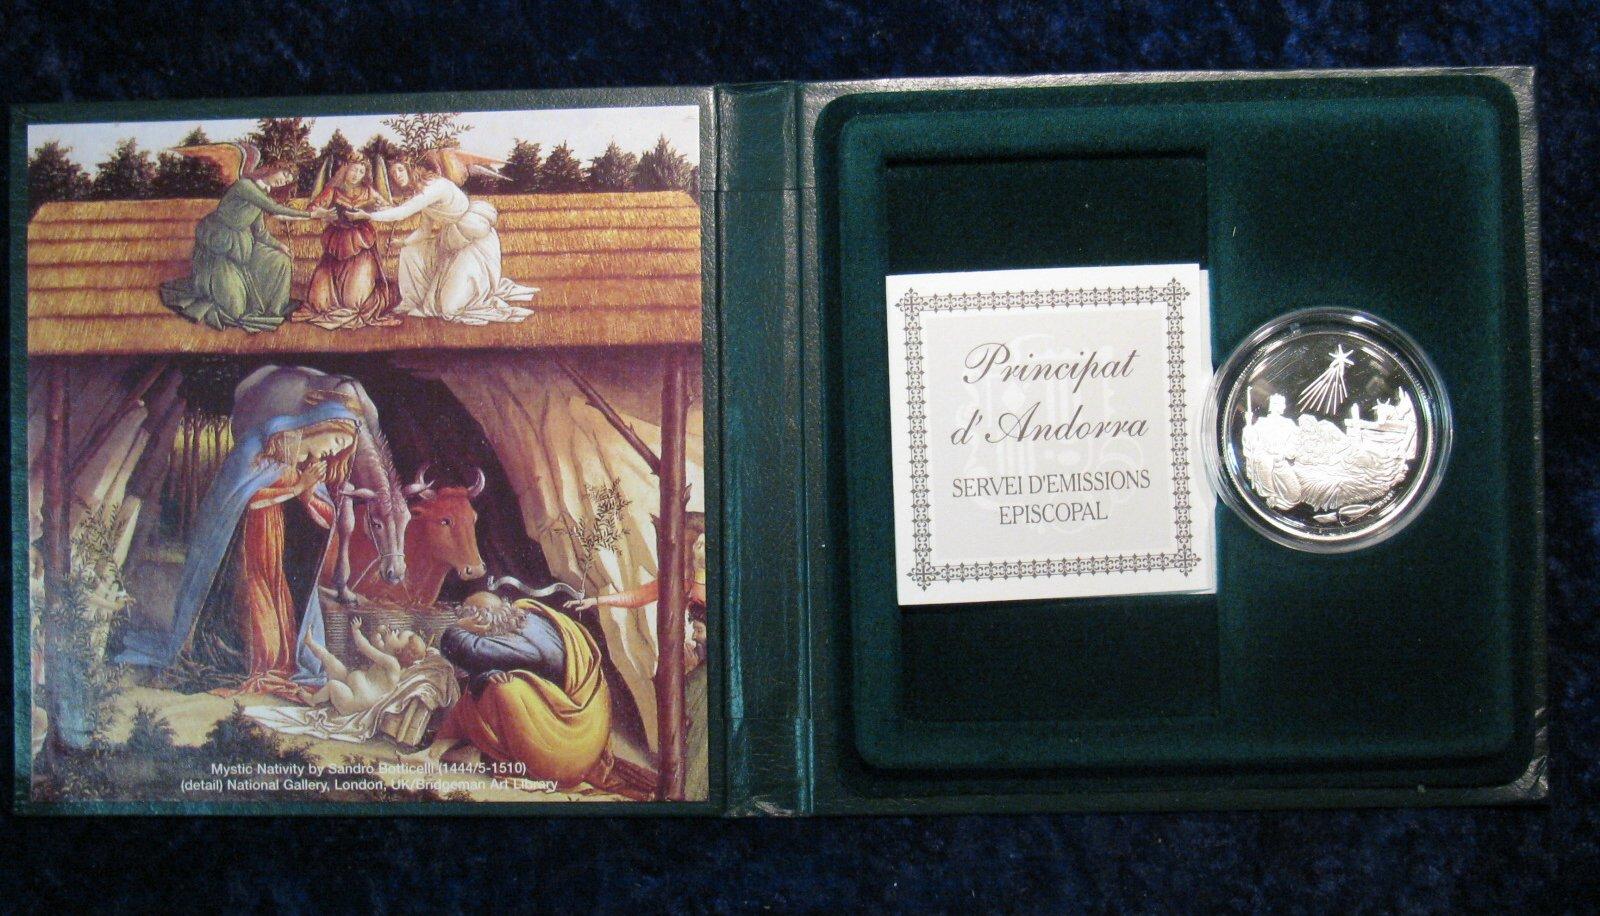 Mystic Nativity by Sandro Botticelli (1444/5-1510)
(detail) National Gallery, London, UK/Bridgeman Art Library
Principat
d'Andorra
SERVEI D'EMISSIONS
EPISCOPAL